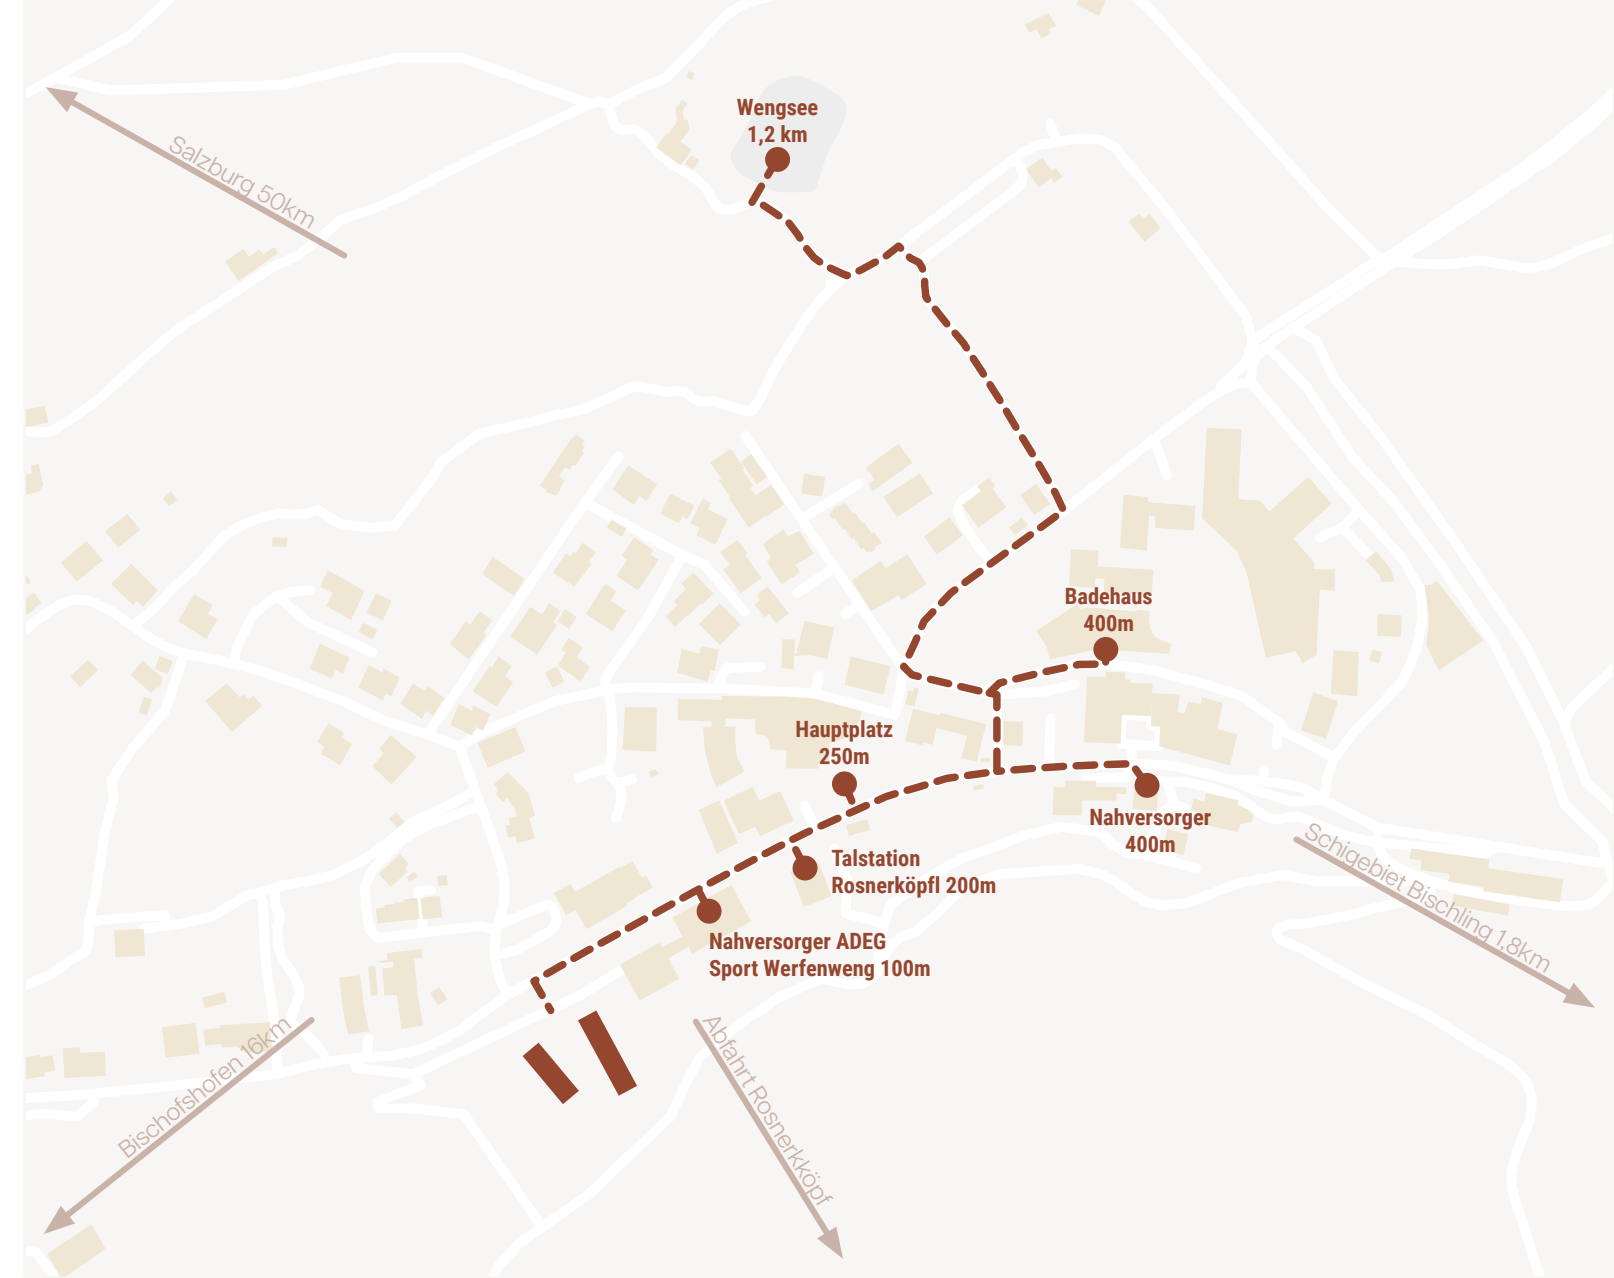 Wengsee
1,2 km
Salzburg 50km
Badehaus
400m
Hauptplatz
250m
Nahversorger
400m
Talstation
Rosnerköpfl 200m
Schigebiet Bischling 1,8km
Nahversorger ADEG
Sport Werfenweng 100m
Bischofshofen 16km
Abfahrt Rosnerkköpf